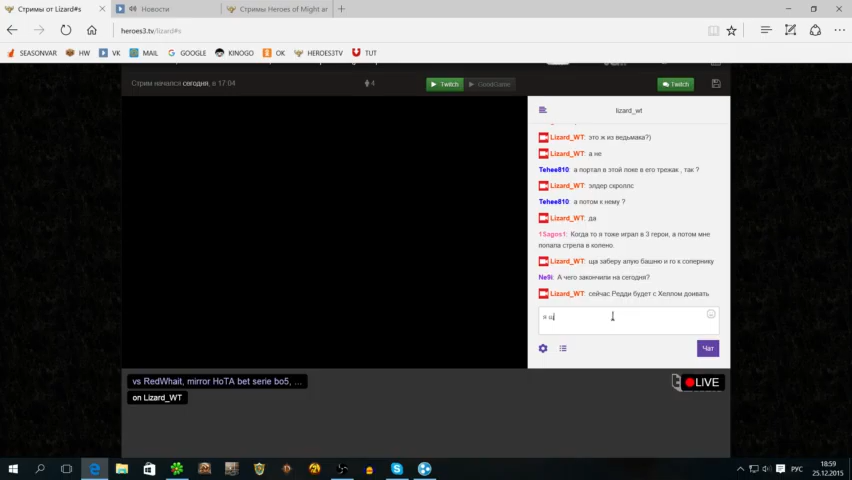 Стримы от Lizard#s
Новости
Стримы Heroes of Might ar
heroes3.tv/lizard#s
SEASONVAR
HW
VK
MAIL
GOOGLE
KINOGO
OK
HEROES3TV
TUT
Стрим начался сегодня, в 17:04
4
Twitch
GoodGame
Twitch
lizard_wt
Lizard_WT: это ж из ведьмака?)
Lizard_WT: а не
Tehee810: а портал в этой локе в его трежак , так ?
Lizard_WT: элдер скроллс
Tehee810: а потом к нему ?
Lizard_WT: да
1Sagos1: Когда то я тоже играл в 3 герои, а потом мне
попала стрела в колено.
Lizard_WT: ща заберу алую башню и го к сопернику
Nelli: А чего закончили на сегодня?
Lizard_WT: сейчас Редди будет с Хеллом доивать
я щ
Чат
vs RedWhait, mirror HoTA bet serie bo5, ...
on Lizard_WT
LIVE
РУС
18:59
25.12.2015